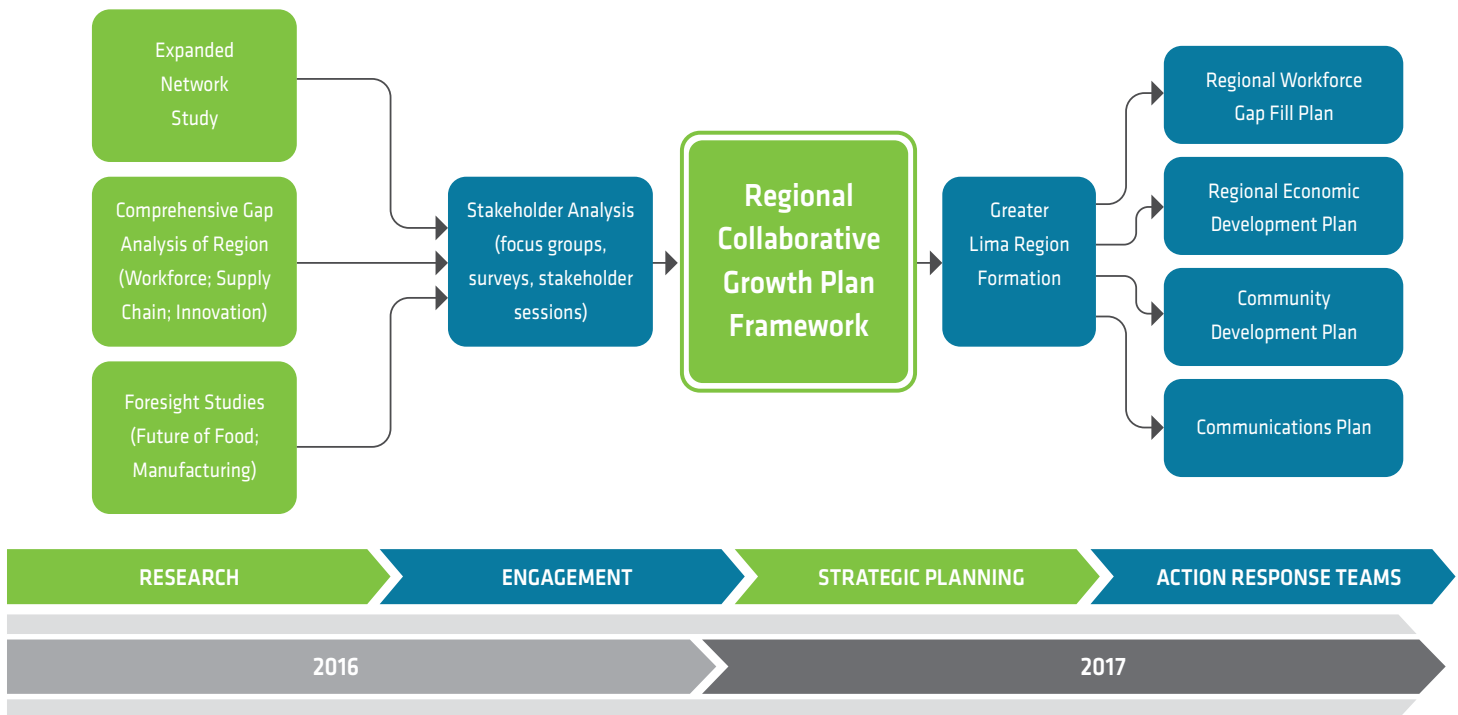 Expanded
Network
Study
Comprehensive Gap
Analysis of Region
(Workforce; Supply
Chain; Innovation)
Foresight Studies
(Future of Food;
Manufacturing)
Stakeholder Analysis
(focus groups,
surveys, stakeholder
sessions)
Regional
Collaborative
Growth Plan
Framework
Greater
Lima Region
Formation
Regional Workforce
Gap Fill Plan
Regional Economic
Development Plan
Community
Development Plan
Communications Plan
RESEARCH
ENGAGEMENT
STRATEGIC PLANNING
ACTION RESPONSE TEAMS
2016
2017